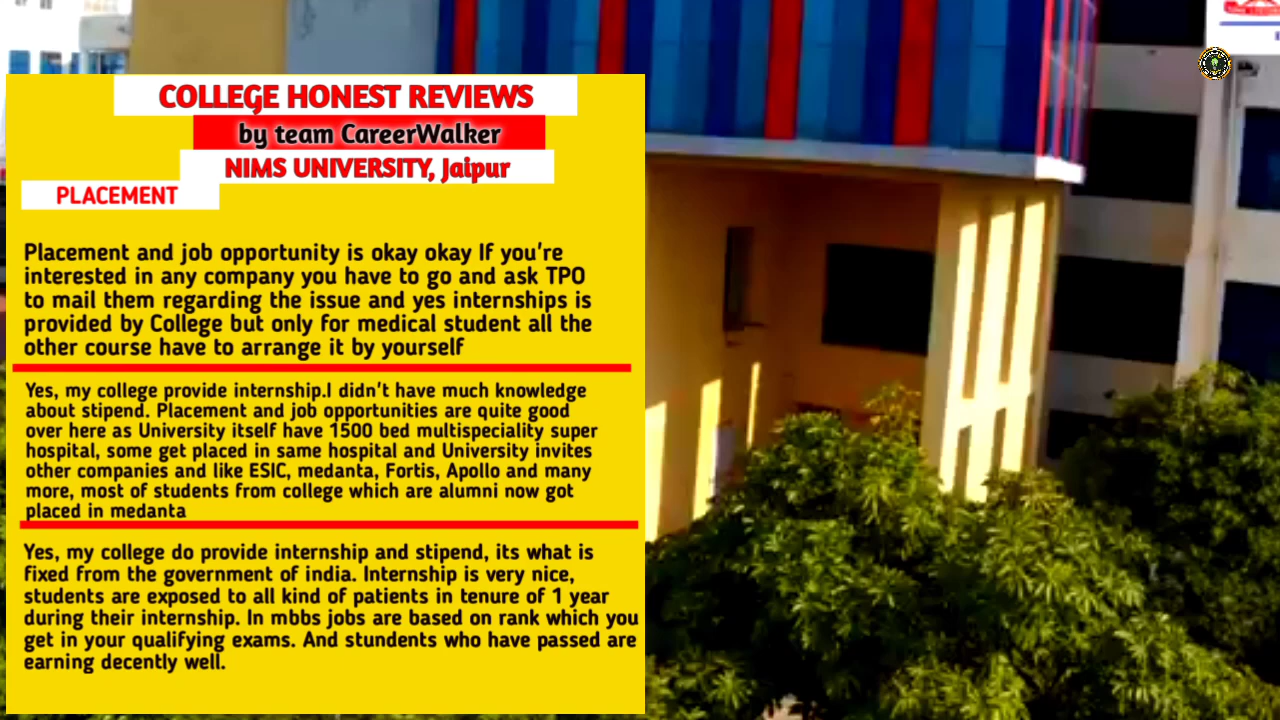 COLLEGE HONEST REVIEWS
by team CareerWalker
NIMS UNIVERSITY, Jaipur
PLACEMENT
Placement and job opportunity is okay okay If you're
interested in any company you have to go and ask TPO
to mail them regarding the issue and yes internships is
provided by College but only for medical student all the
other course have to arrange it by yourself
Yes, my college provide internship.I didn't have much knowledge
about stipend. Placement and job opportunities are quite good
over here as University itself have 1500 bed multispeciality super
hospital, some get placed in same hospital and University invites
other companies and like ESIC, medanta, Fortis, Apollo and many
more, most of students from college which are alumni now got
placed in medanta
Yes, my college do provide internship and stipend, its what is
fixed from the government of india. Internship is very nice,
students are exposed to all kind of patients in tenure of 1 year
during their internship. In mbbs jobs are based on rank which you
get in your qualifying exams. And stundents who have passed are
earning decently well.